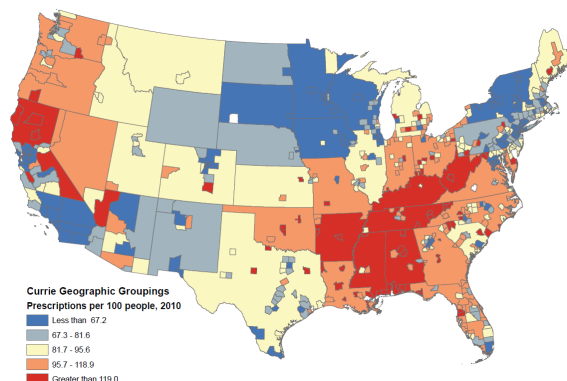 Currie Geographic Groupings
Prescriptions per 100 people, 2010
Less than 67.2
67.3 - 81.6
81.7 - 95.6
95.7 - 118.9
Greater than 119.0